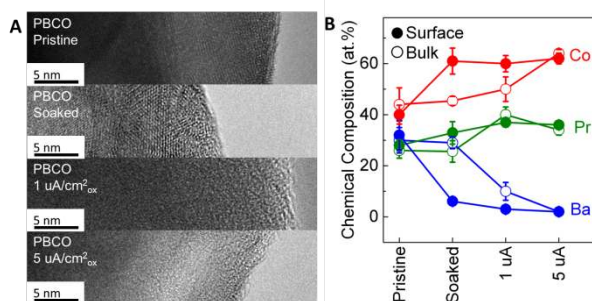 A
PBCO
Pristine
5 nm
PBCO
Soaked
5 nm
PBCO
1 uA/cm²ox
5 nm
PBCO
5 uA/cm²ox
5 nm
B
Chemical Composition (at.%)
60
40
20
0
Surface
Bulk
Co
Pr
Ba
Pristine
Soaked
1 uA
5 uA